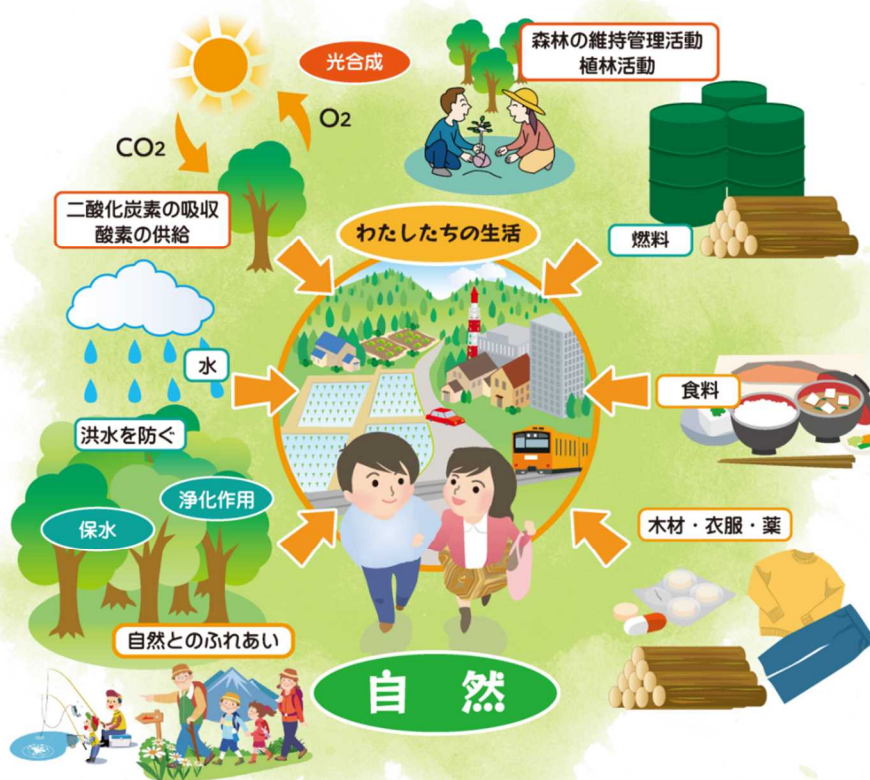 光合成
森林の維持管理活動
植林活動
CO2
O2
二酸化炭素の吸収
酸素の供給
わたしたちの生活
燃料
水
食料
洪水を防ぐ
浄化作用
保水
木材・衣服・薬
自然とのふれあい
自 然